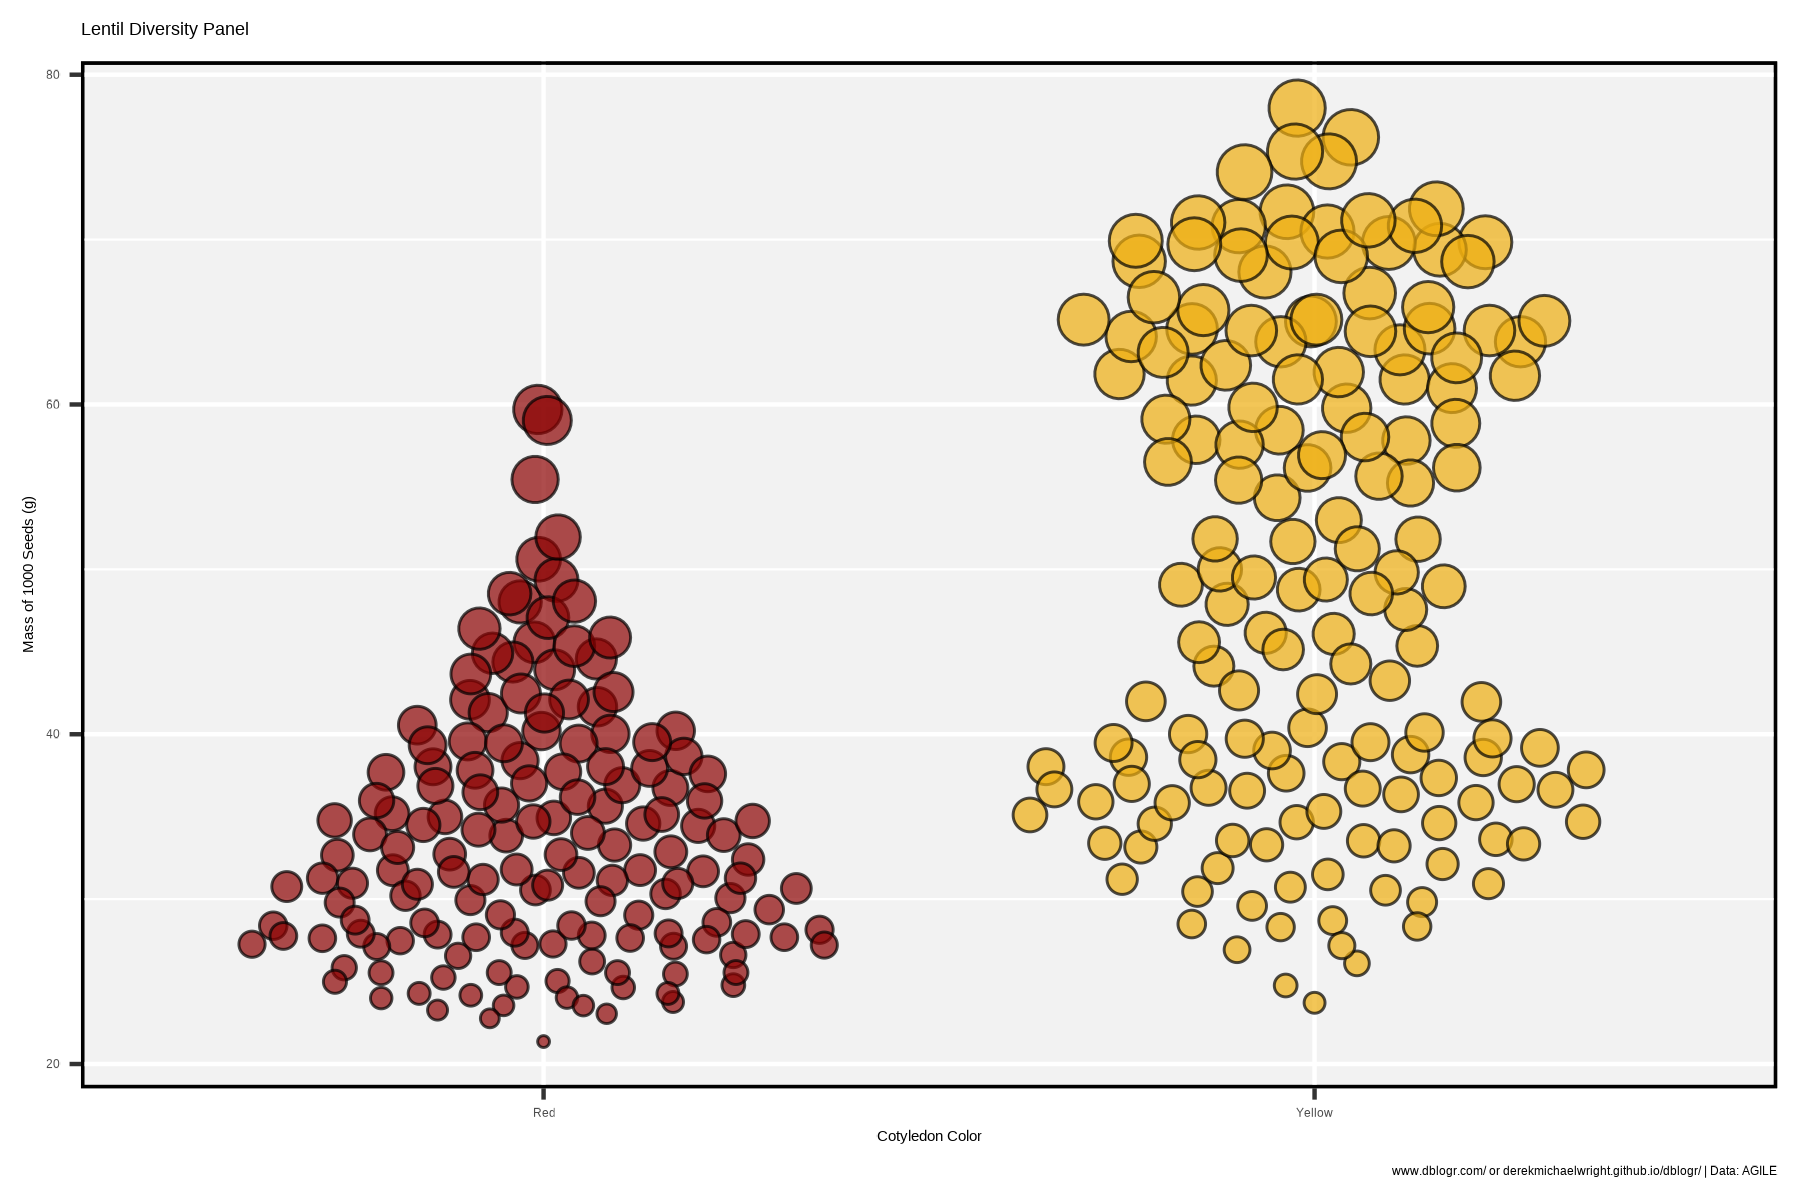 Lentil Diversity Panel
80
60
40
20
Mass of 1000 Seeds (g)
Red
Yellow
Cotyledon Color
www.dblogr.com/ or derekmichaelwright.github.io/dblogr/ | Data: AGILE